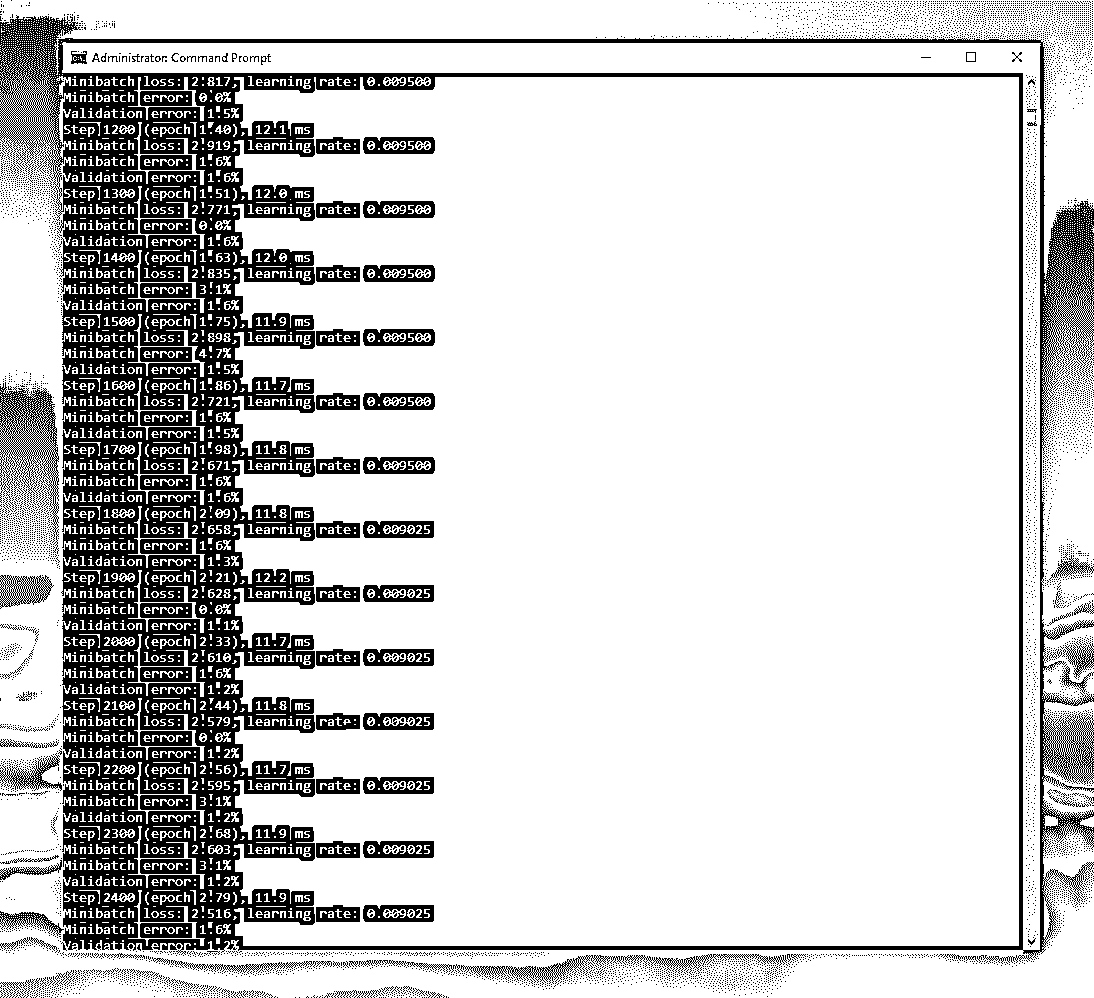 Administrator: Command Prompt
Minibatch loss: 2.817, learning rate: 0.009500
Minibatch error: 0.0%
Validation error: 1.5%
Step 1200 (epoch 1.40), 12.1 ms
Minibatch loss: 2.919, learning rate: 0.009500
Minibatch error: 1.6%
Validation error: 1.6%
Step 1300 (epoch 1.51), 12.0 ms
Minibatch loss: 2.771, learning rate: 0.009500
Minibatch error: 0.0%
Validation error: 1.6%
Step 1400 (epoch 1.63), 12.0 ms
Minibatch loss: 2.835, learning rate: 0.009500
Minibatch error: 3.1%
Validation error: 1.6%
Step 1500 (epoch 1.75), 11.9 ms
Minibatch loss: 2.898, learning rate: 0.009500
Minibatch error: 4.7%
Validation error: 1.5%
Step 1600 (epoch 1.86), 11.7 ms
Minibatch loss: 2.721, learning rate: 0.009500
Minibatch error: 1.6%
Validation error: 1.5%
Step 1700 (epoch 1.98), 11.8 ms
Minibatch loss: 2.671, learning rate: 0.009500
Minibatch error: 1.6%
Validation error: 1.6%
Step 1800 (epoch 2.09), 11.8 ms
Minibatch loss: 2.658, learning rate: 0.009025
Minibatch error: 1.6%
Validation error: 1.3%
Step 1900 (epoch 2.21), 12.2 ms
Minibatch loss: 2.628, learning rate: 0.009025
Minibatch error: 0.0%
Validation error: 1.1%
Step 2000 (epoch 2.33), 11.7 ms
Minibatch loss: 2.610, learning rate: 0.009025
Minibatch error: 1.6%
Validation error: 1.2%
Step 2100 (epoch 2.44), 11.8 ms
Minibatch loss: 2.579, learning rate: 0.009025
Minibatch error: 0.0%
Validation error: 1.2%
Step 2200 (epoch 2.56), 11.7 ms
Minibatch loss: 2.595, learning rate: 0.009025
Minibatch error: 3.1%
Validation error: 1.2%
Step 2300 (epoch 2.68), 11.9 ms
Minibatch loss: 2.603, learning rate: 0.009025
Minibatch error: 3.1%
Validation error: 1.2%
Step 2400 (epoch 2.79), 11.9 ms
Minibatch loss: 2.516, learning rate: 0.009025
Minibatch error: 1.6%
Validation error: 1.2%